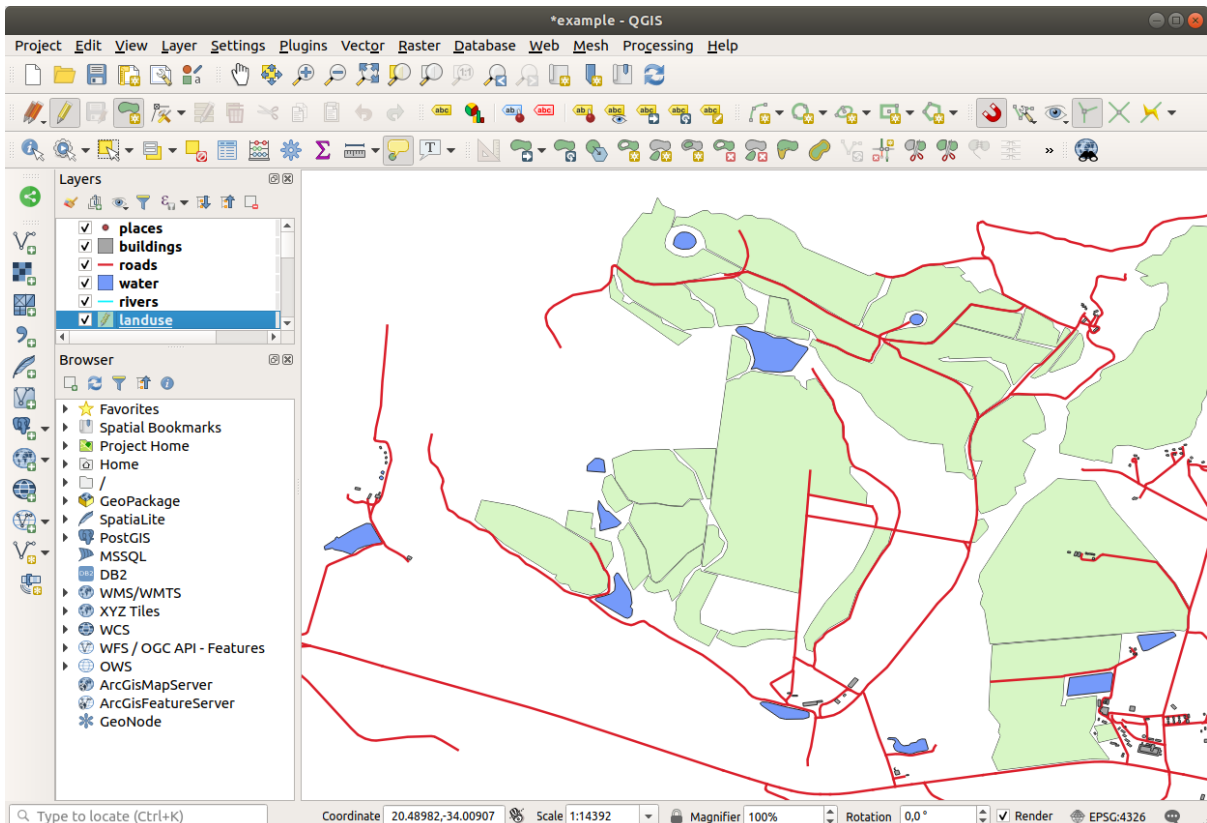 *example - QGIS
Project Edit View Layer Settings Plugins Vector Raster Database Web Mesh Processing Help
Layers
places
buildings
roads
water
rivers
landuse
Browser
Favorites
Spatial Bookmarks
Project Home
Home
/
GeoPackage
SpatiaLite
PostGIS
MSSQL
DB2
WMS/WMTS
XYZ Tiles
WCS
WFS / OGC API - Features
OWS
ArcGisMapServer
ArcGisFeatureServer
GeoNode
Type to locate (Ctrl+K) Coordinate 20.48982,-34.00907 Scale 1:14392 Magnifier 100% Rotation 0,0 ° Render EPSG:4326